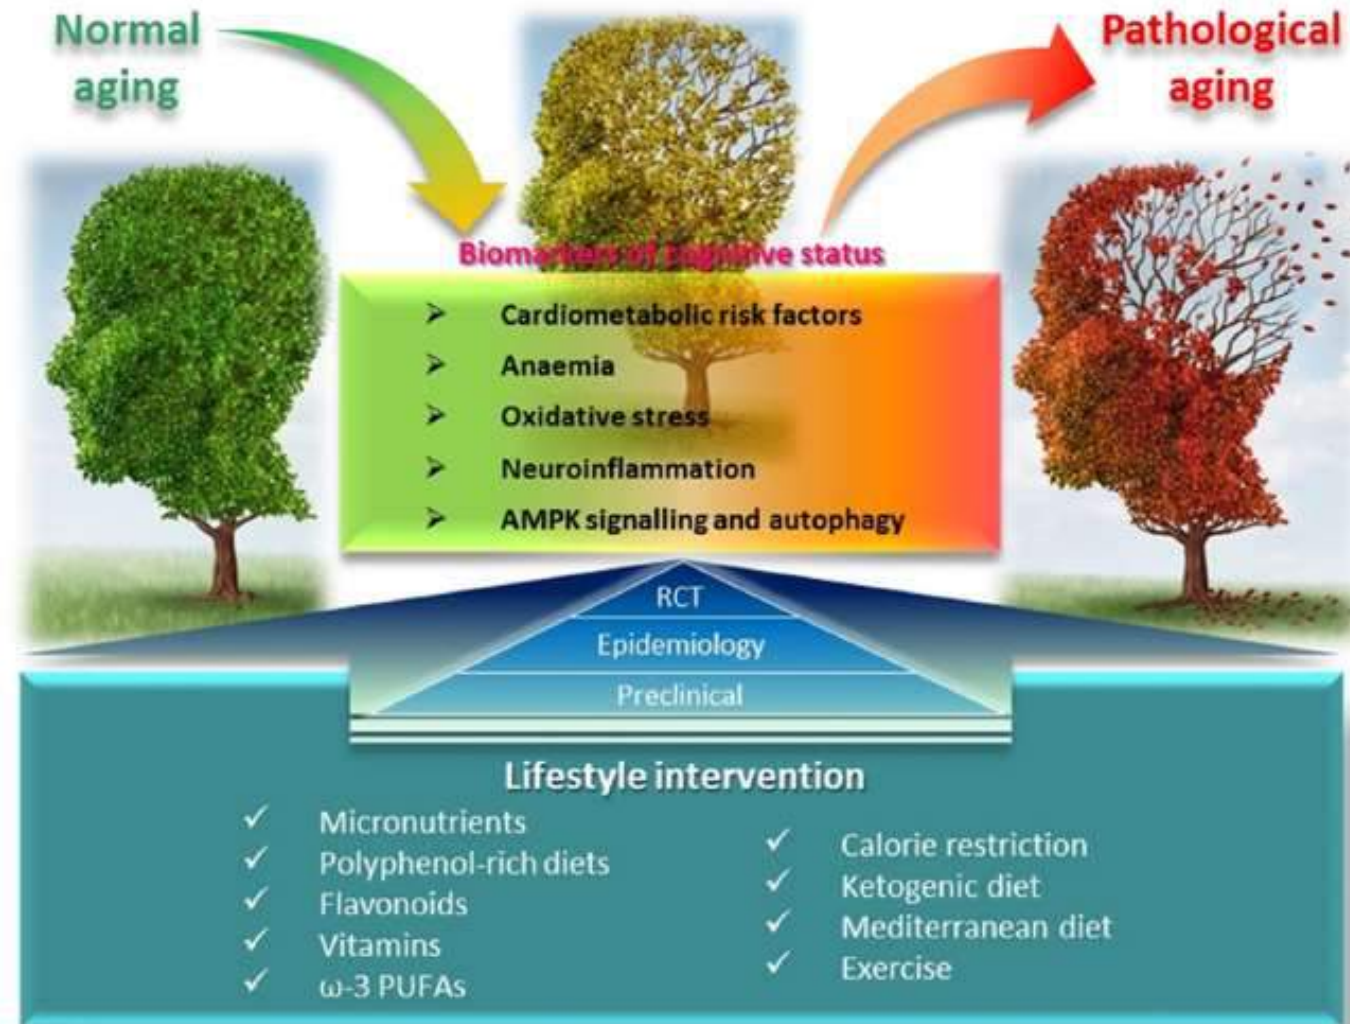 Normal
aging
Pathological
aging
Biomarkers of cognitive status
Cardiometabolic risk factors
Anaemia
Oxidative stress
Neuroinflammation
AMPK signalling and autophagy
RCT
Epidemiology
Preclinical
Lifestyle intervention
Micronutrients
Polyphenol-rich diets
Flavonoids
Vitamins
ω-3 PUFAs
Calorie restriction
Ketogenic diet
Mediterranean diet
Exercise